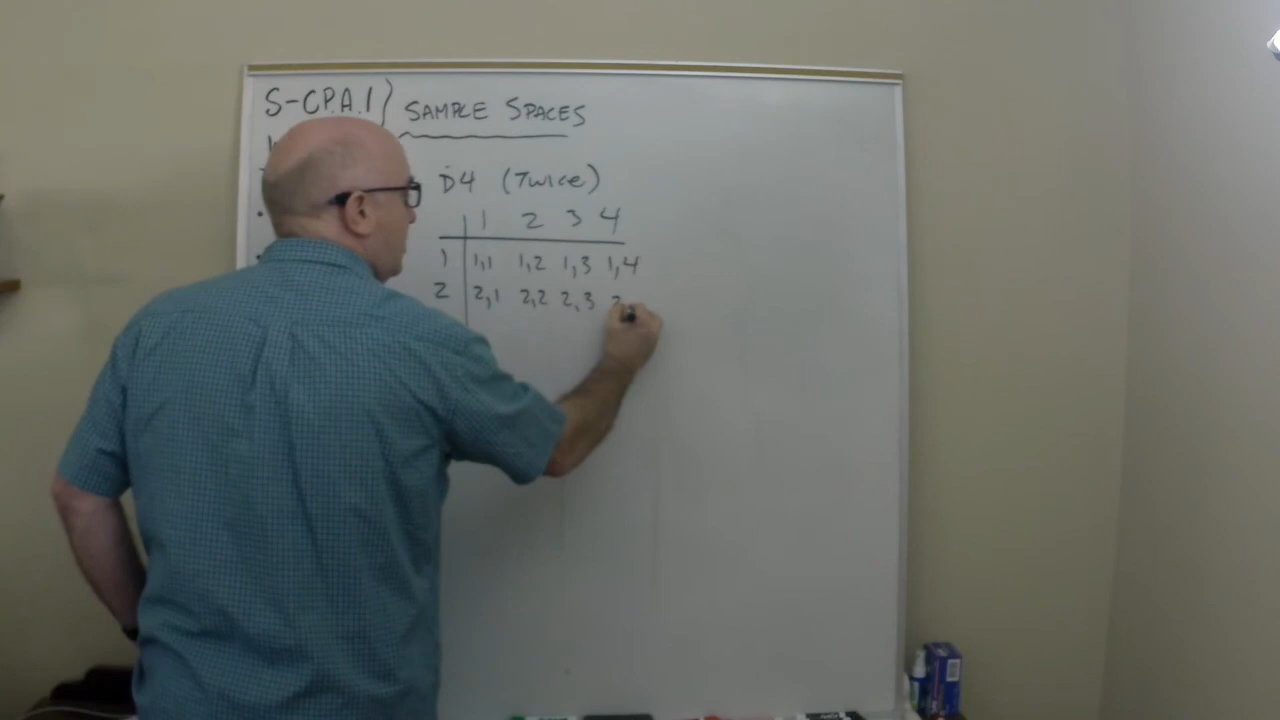 S-CP.A.1) SAMPLE SPACES
D4 (TWICE)
1 2 3 4
1 1,1 1,2 1,3 1,4
2 2,1 2,2 2,3 2